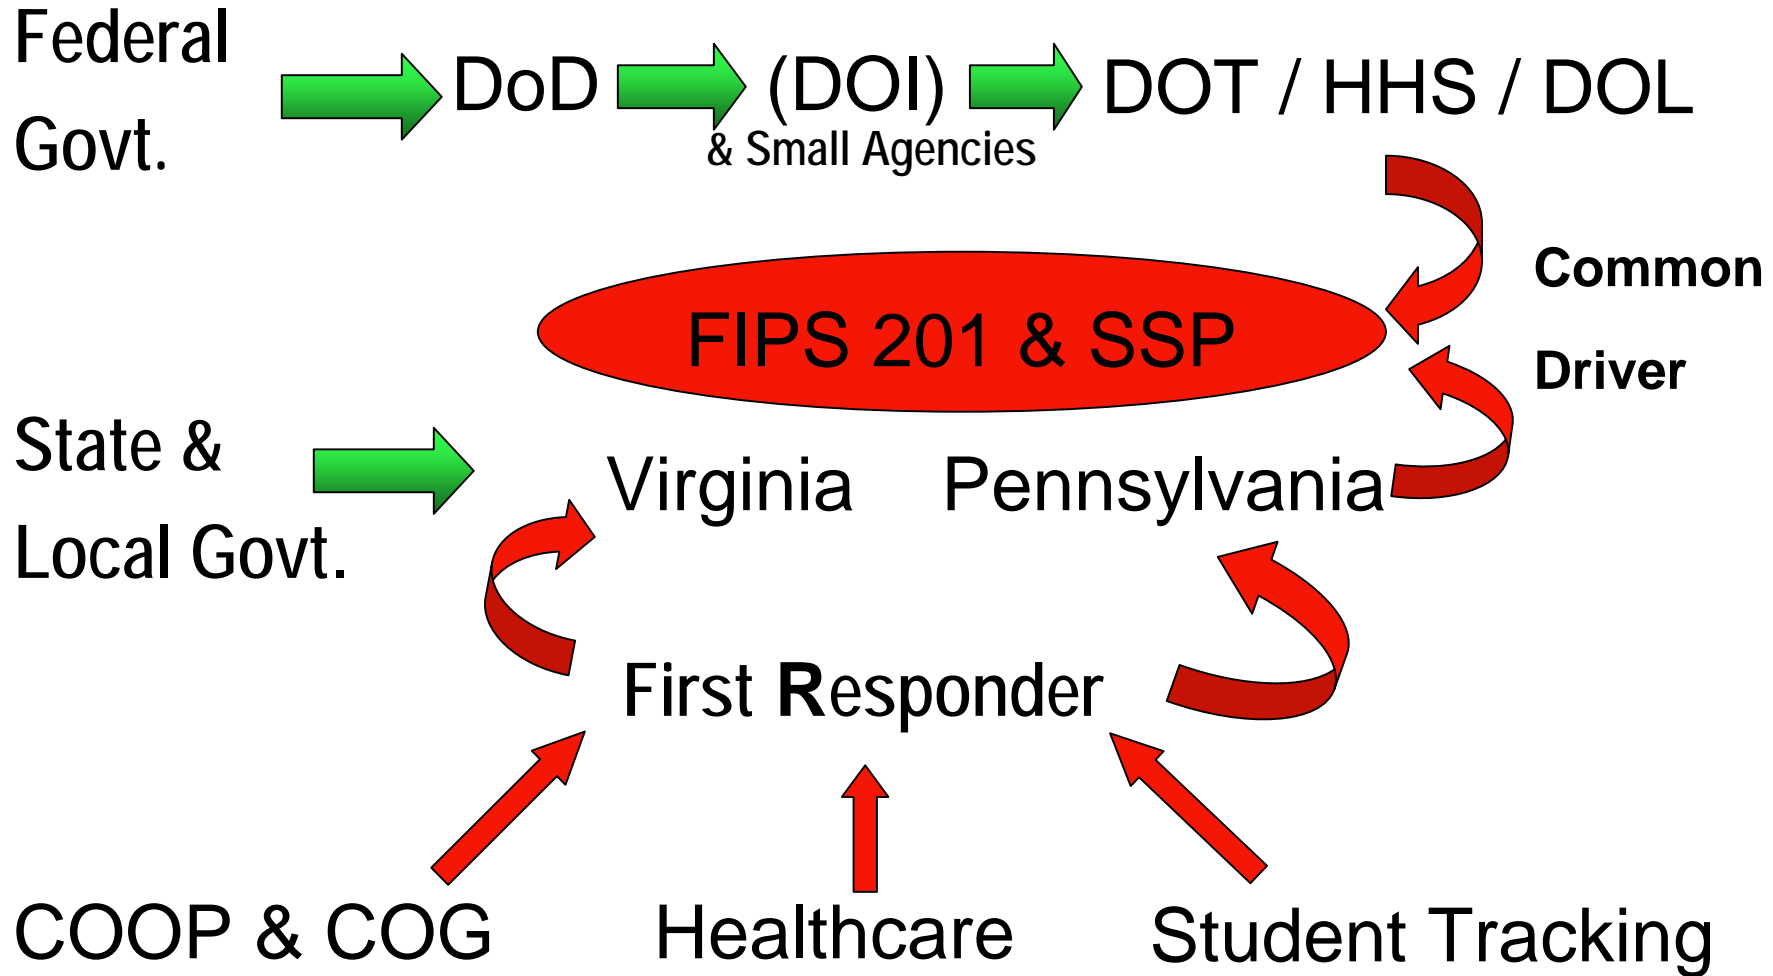 Federal
Govt.
DoD
(DOI)
& Small Agencies
DOT / HHS / DOL
Common
Driver
FIPS 201 & SSP
State &
Local Govt.
Virginia
Pennsylvania
First Responder
COOP & COG
Healthcare
Student Tracking